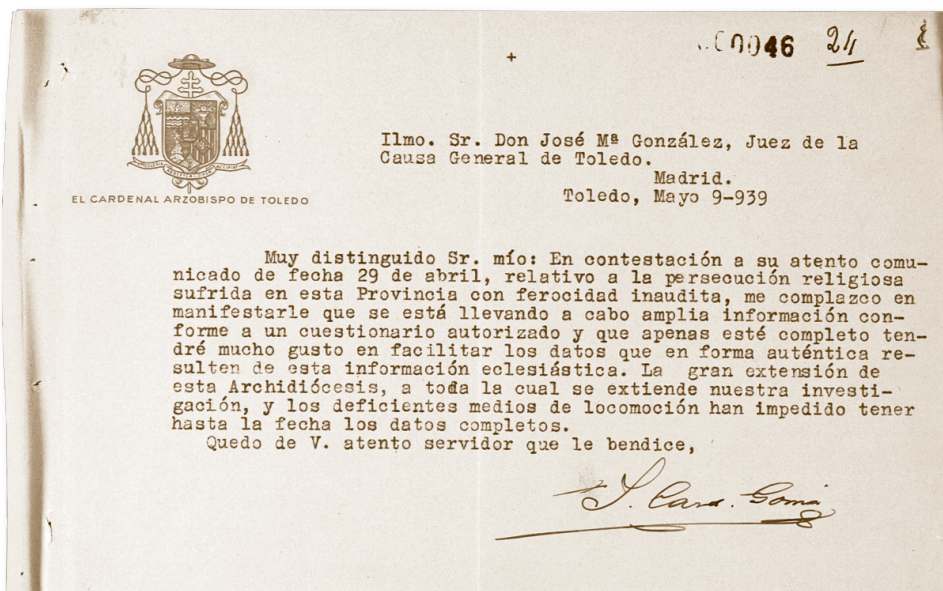 0046 24
+
Ilmo. Sr. Don José Mª González, Juez de la
Causa General de Toledo.
Madrid.
Toledo, Mayo 9-939
EL CARDENAL ARZOBISPO DE TOLEDO
Muy distinguido Sr. mío: En contestación a su atento comu-
nicado de fecha 29 de abril, relativo a la persecución religiosa
sufrida en esta Provincia con ferocidad inaudita, me complazco en
manifestarle que se está llevando a cabo amplia información con-
forme a un cuestionario autorizado y que apenas esté completo ten-
dré mucho gusto en facilitar los datos que en forma auténtica re-
sulten de esta información eclesiástica. La gran extensión de
esta Archidiócesis, a toda la cual se extiende nuestra investi-
gación, y los deficientes medios de locomoción han impedido tener
hasta la fecha los datos completos.
Quedo de V. atento servidor que le bendice,
I. Card. Gomá